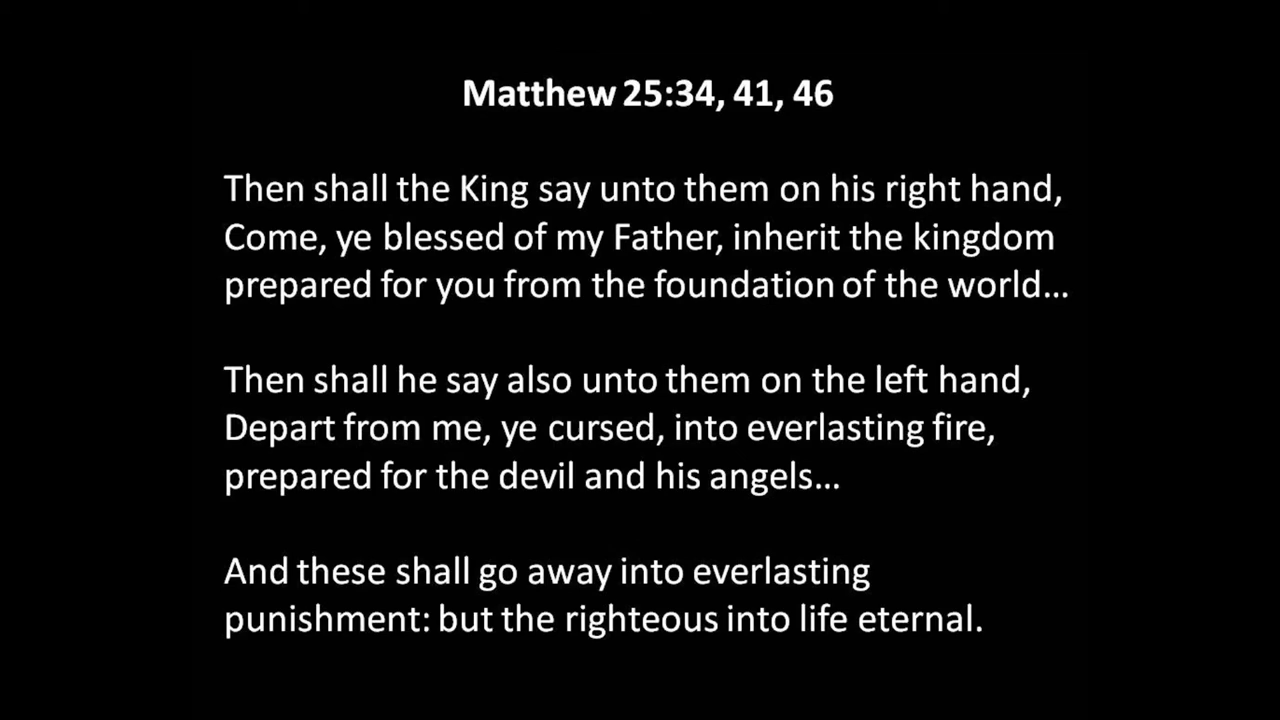 Matthew 25:34, 41, 46
Then shall the King say unto them on his right hand,
Come, ye blessed of my Father, inherit the kingdom
prepared for you from the foundation of the world…
Then shall he say also unto them on the left hand,
Depart from me, ye cursed, into everlasting fire,
prepared for the devil and his angels…
And these shall go away into everlasting
punishment: but the righteous into life eternal.